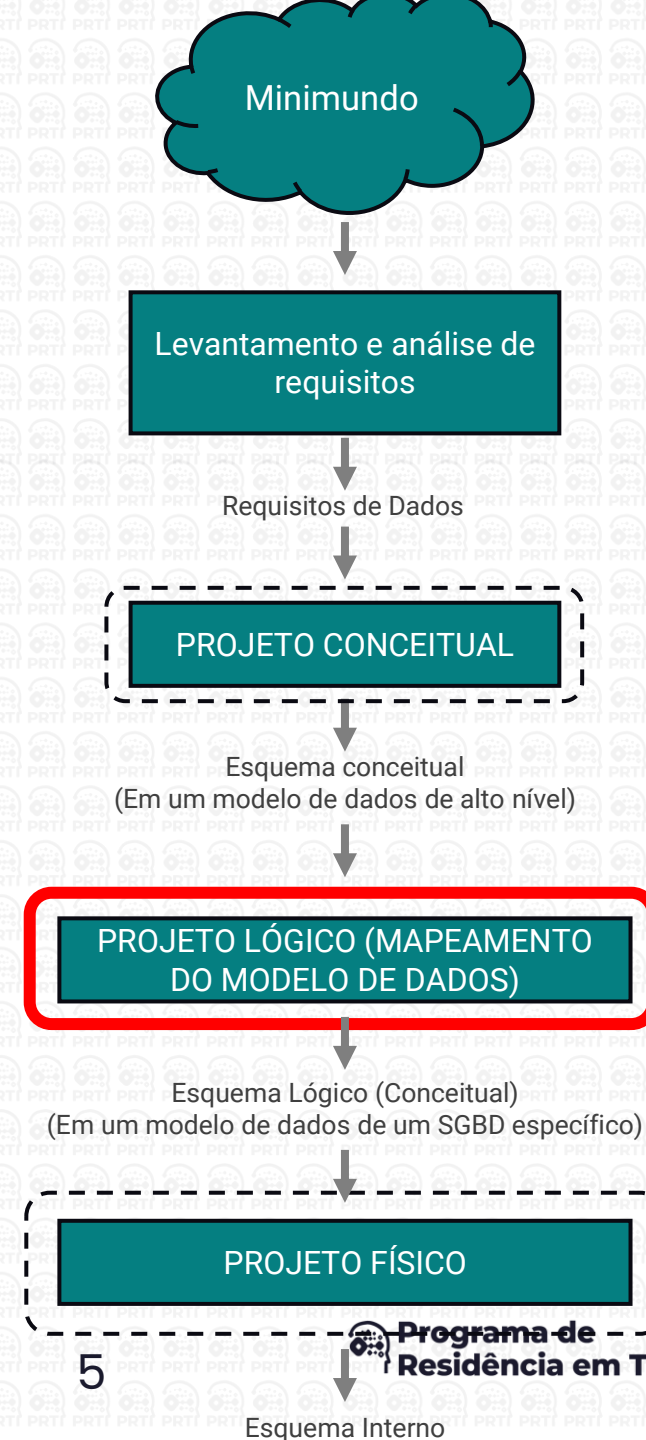 Minimundo
Levantamento e análise de
requisitos
Requisitos de Dados
PROJETO CONCEITUAL
Esquema conceitual
(Em um modelo de dados de alto nível)
PROJETO LÓGICO (MAPEAMENTO
DO MODELO DE DADOS)
Esquema Lógico (Conceitual)
(Em um modelo de dados de um SGBD específico)
PROJETO FÍSICO
Programa de
Residência em T
5
Esquema Interno